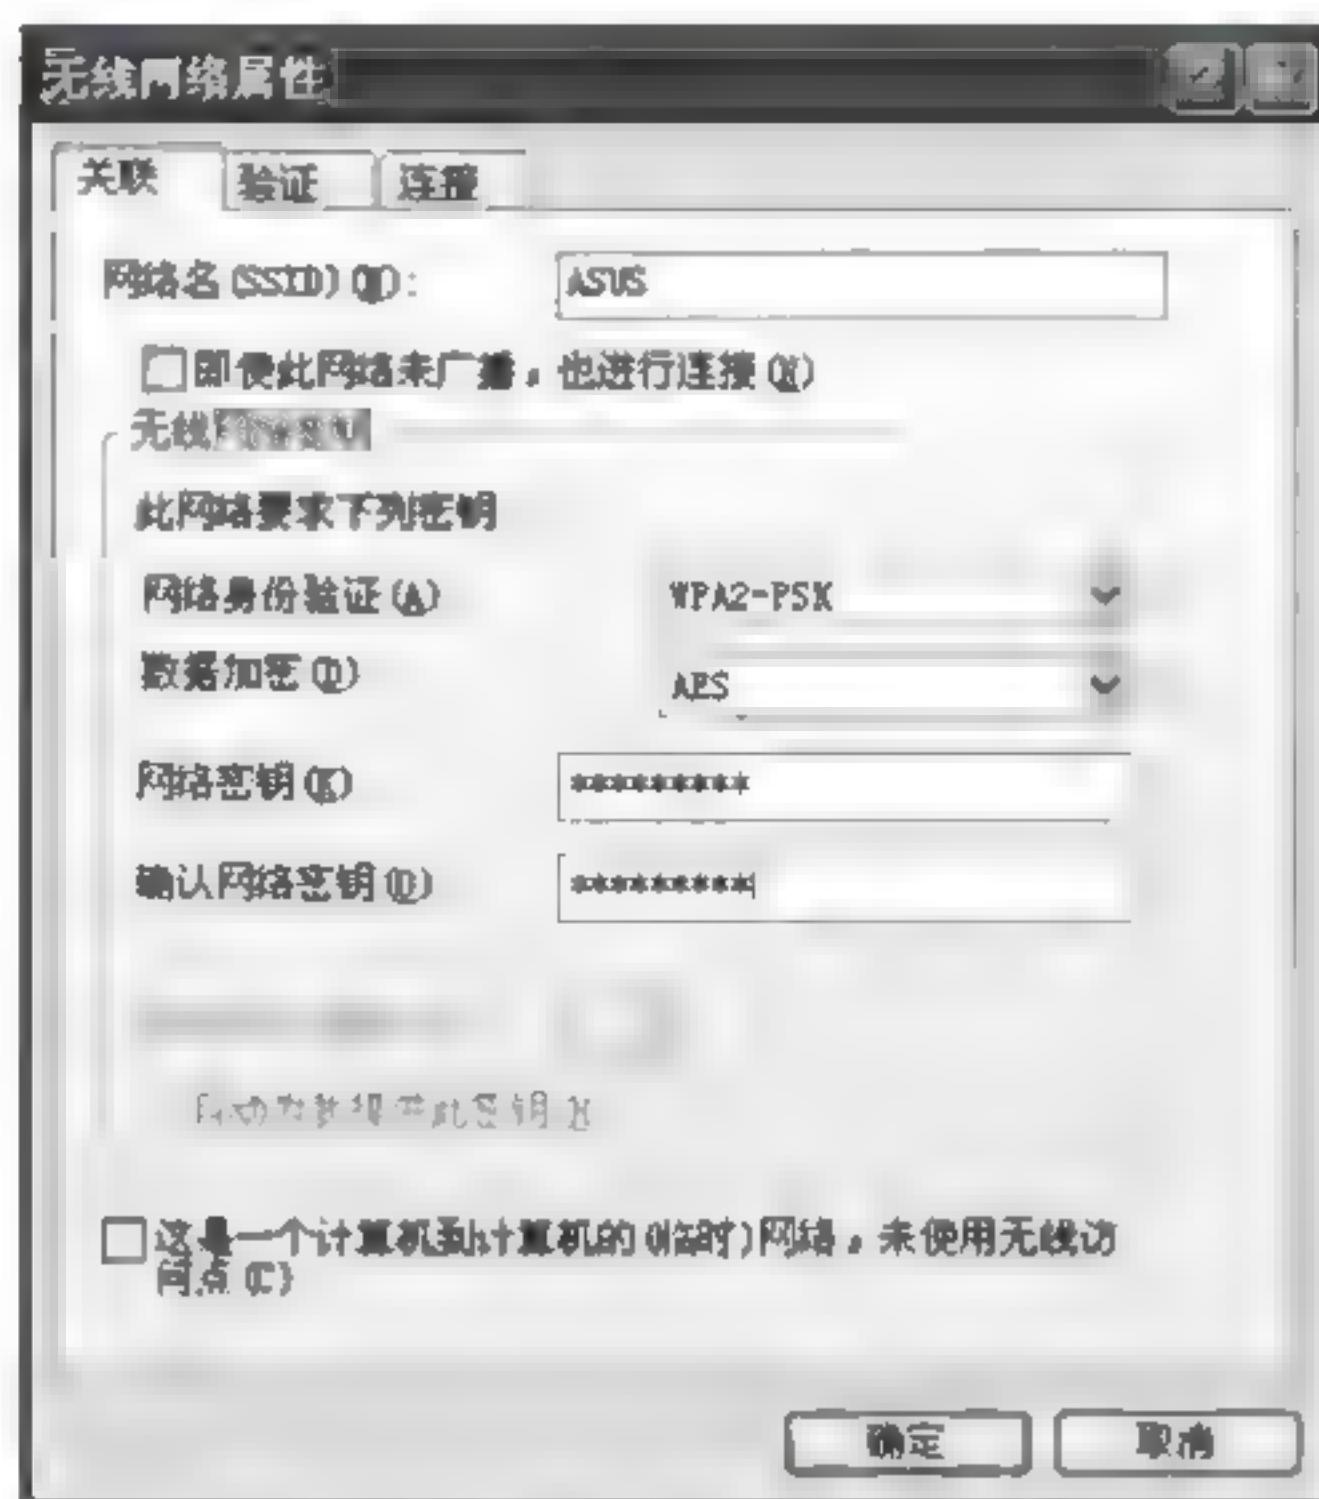 无线网络属性
关联
验证
连接
网络名(SSID)(N):
ASUS
即使此网络未广播，也进行连接(N)
无线
此网络要求下列密钥
网络身份验证(A)
WPA2-PSK
数据加密(D)
AES
网络密钥(K)
*********
确认网络密钥(O)
*********
这是一个计算机到计算机的(临时)网络，未使用无线访
问点(C)
确定
取消